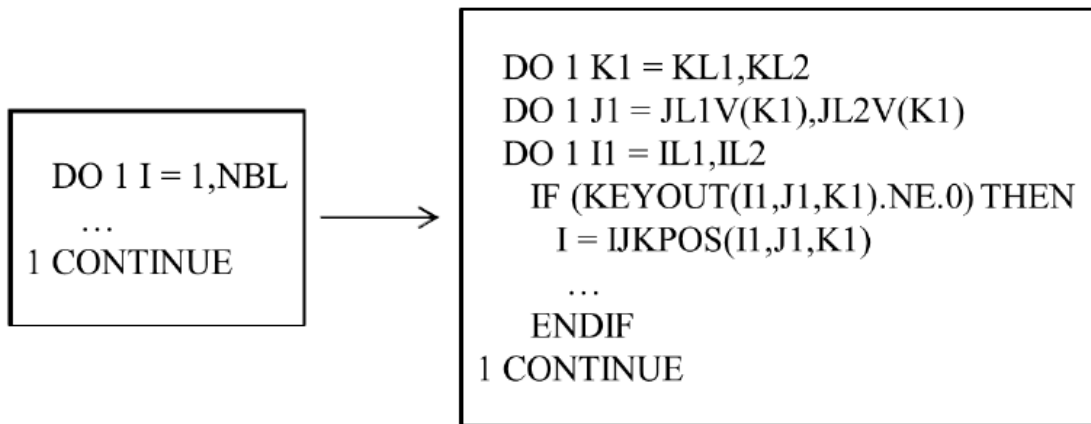 DO 1 I = 1,NBL
…
1 CONTINUE
DO 1 K1 = KL1,KL2
DO 1 J1 = JL1V(K1),JL2V(K1)
DO 1 I1 = IL1,IL2
IF (KEYOUT(I1,J1,K1).NE.0) THEN
I = IJKPOS(I1,J1,K1)
…
ENDIF
1 CONTINUE